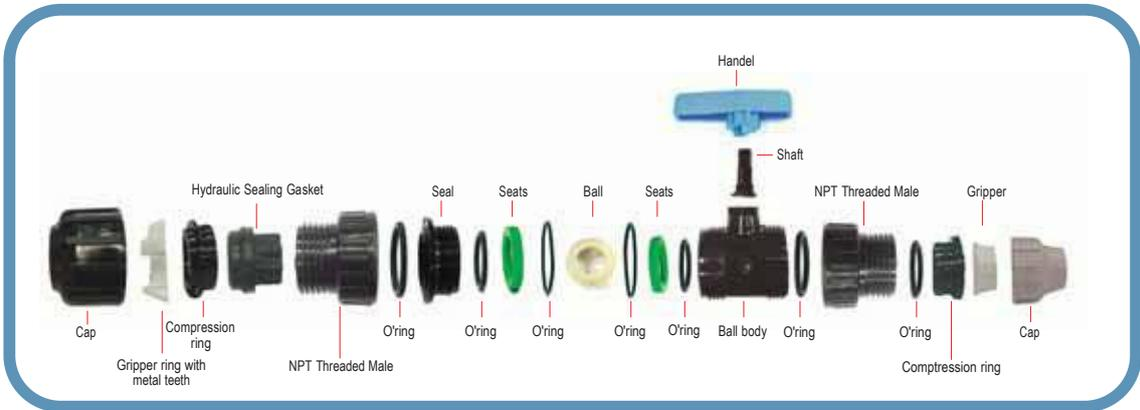 Handel
Shaft
Hydraulic Sealing Gasket
Seal
Seats
Ball
Seats
NPT Threaded Male
Gripper
Cap
Compression
ring
O'ring
O'ring
O'ring
O'ring
O'ring
Ball body
O'ring
O'ring
Cap
Gripper ring with
metal teeth
NPT Threaded Male
Comptression ring